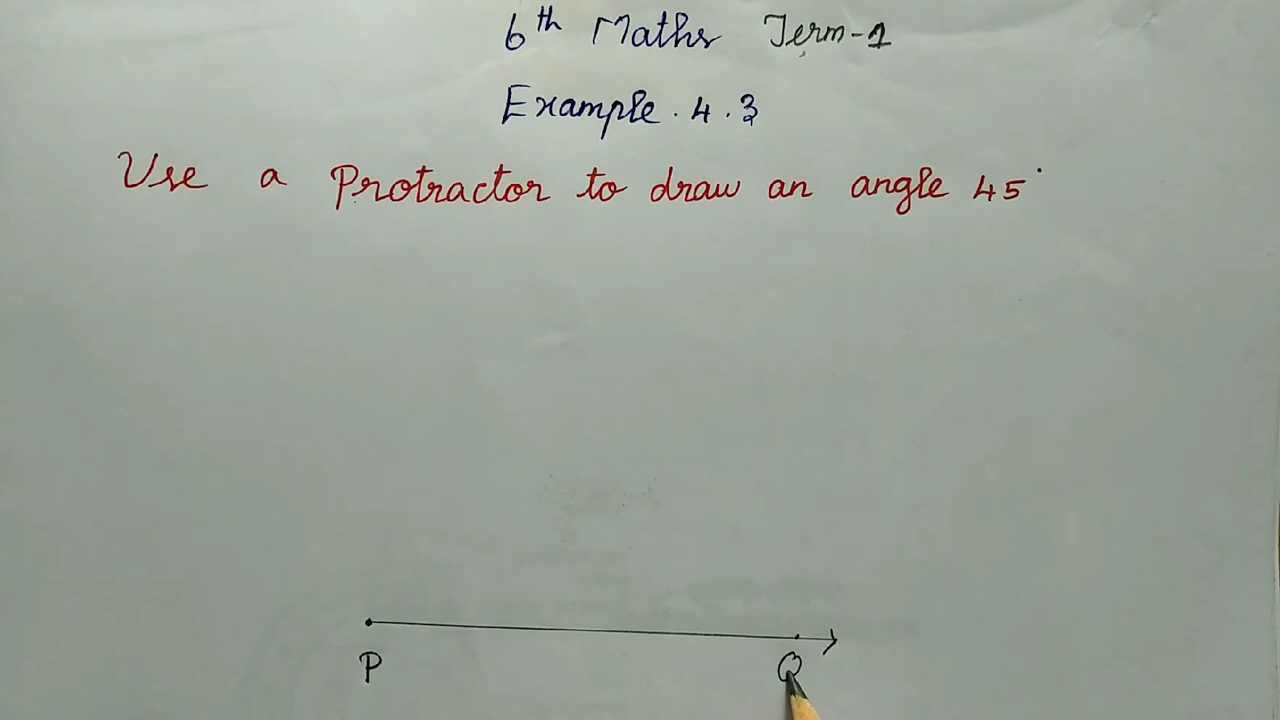 6th Maths Term-1
Example. 4.3
Use a Protractor to draw an angle 45°
P Q